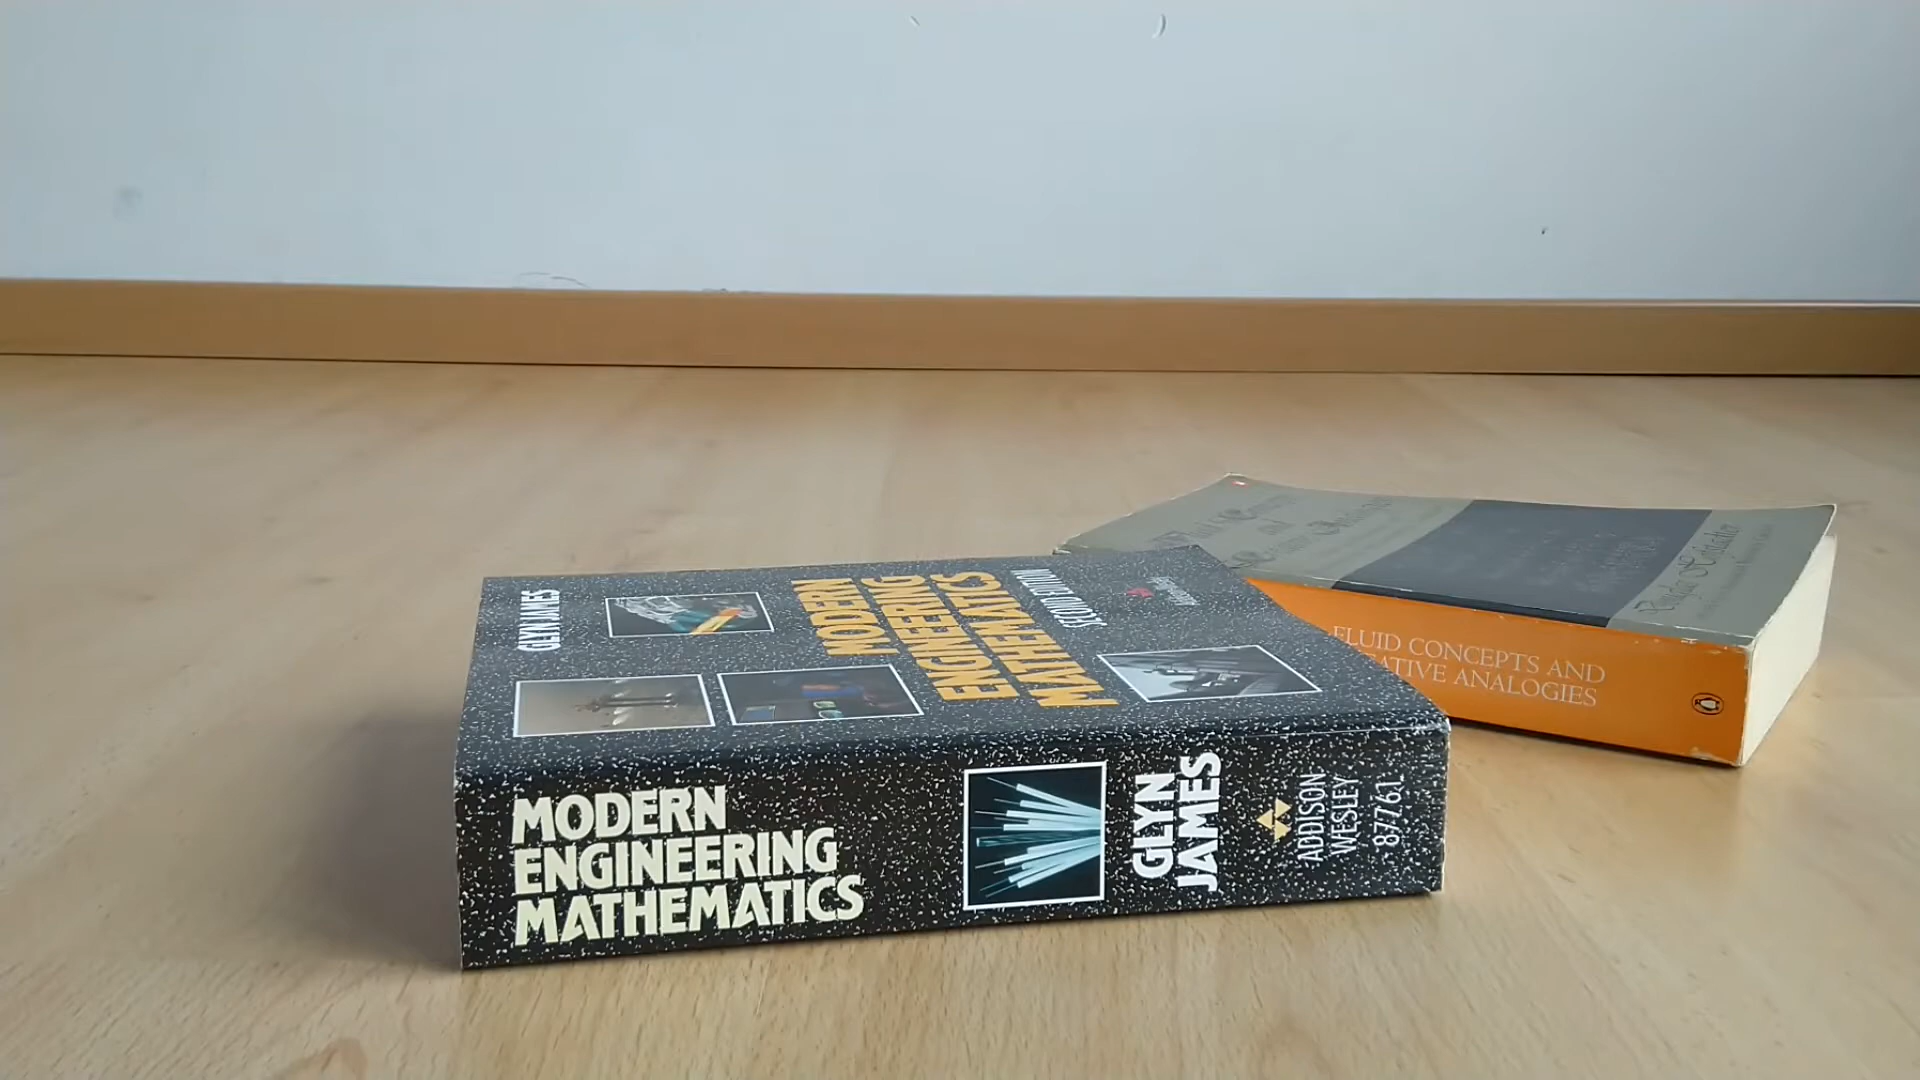 GLYN JAMES
MODERN
ENGINEERING
MATHEMATICS
SECOND EDITION
MODERN
ENGINEERING
MATHEMATICS
GLYN
JAMES
ADDISON
WESLEY
87761
FLUID CONCEPTS AND
ANALOGIES